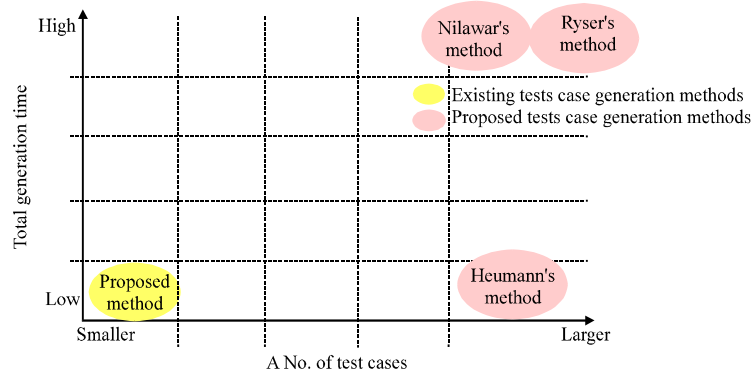 High
Nilawar's
method
Ryser's
method
Existing tests case generation methods
Proposed tests case generation methods
Total generation time
Proposed
method
Heumann's
method
Low
Smaller
Larger
A No. of test cases